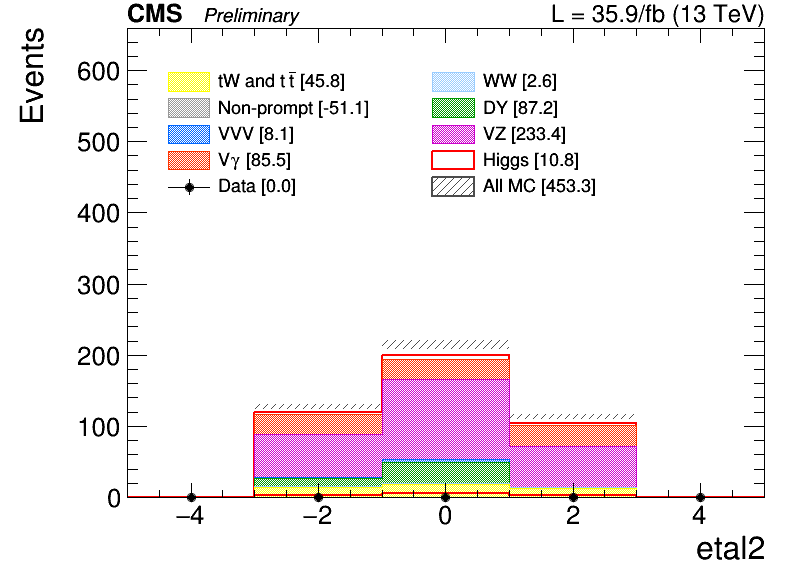 CMS Preliminary L = 35.9/fb (13 TeV)
Events
600
500
400
300
200
100
0
tW and t t̄ [45.8]
Non-prompt [-51.1]
VVV [8.1]
Vγ [85.5]
Data [0.0]
WW [2.6]
DY [87.2]
VZ [233.4]
Higgs [10.8]
All MC [453.3]
−4 −2 0 2 4
etal2